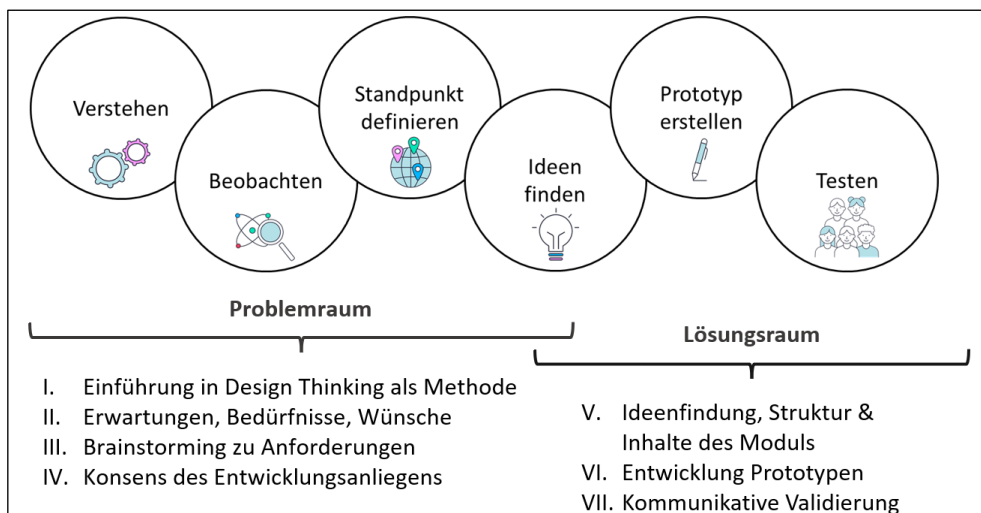 Verstehen
Beobachten
Standpunkt
definieren
Ideen
finden
Prototyp
erstellen
Testen
Problemraum
I. Einführung in Design Thinking als Methode
II. Erwartungen, Bedürfnisse, Wünsche
III. Brainstorming zu Anforderungen
IV. Konsens des Entwicklungsanliegens
Lösungsraum
V. Ideenfindung, Struktur &
Inhalte des Moduls
VI. Entwicklung Prototypen
VII. Kommunikative Validierung